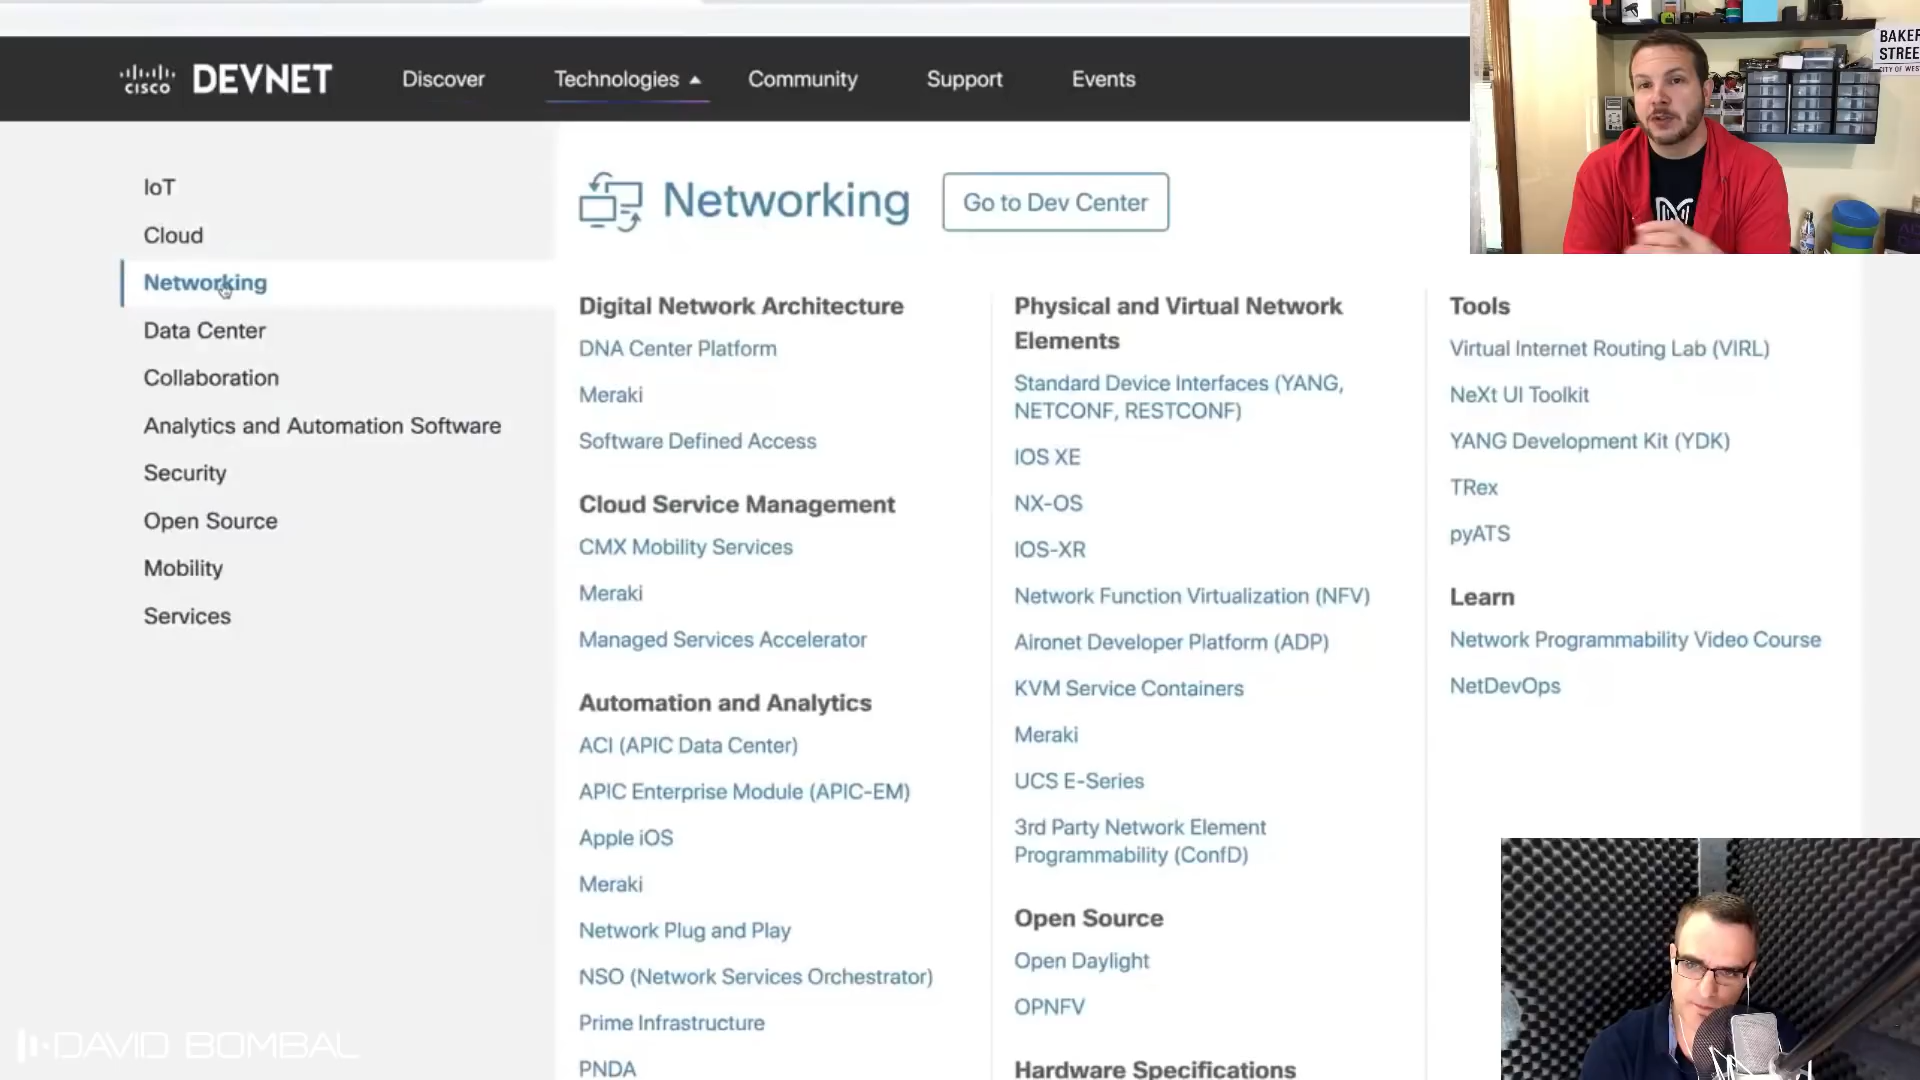 cisco DEVNET
Discover
Technologies
Community
Support
Events
IoT
Cloud
Networking
Data Center
Collaboration
Analytics and Automation Software
Security
Open Source
Mobility
Services
Networking
Go to Dev Center
Digital Network Architecture
DNA Center Platform
Meraki
Software Defined Access
Cloud Service Management
CMX Mobility Services
Meraki
Managed Services Accelerator
Automation and Analytics
ACI (APIC Data Center)
APIC Enterprise Module (APIC-EM)
Apple iOS
Meraki
Network Plug and Play
NSO (Network Services Orchestrator)
Prime Infrastructure
PNDA
Physical and Virtual Network
Elements
Standard Device Interfaces (YANG,
NETCONF, RESTCONF)
IOS XE
NX-OS
IOS-XR
Network Function Virtualization (NFV)
Aironet Developer Platform (ADP)
KVM Service Containers
Meraki
UCS E-Series
3rd Party Network Element
Programmability (ConfD)
Open Source
Open Daylight
OPNFV
Hardware Specifications
Tools
Virtual Internet Routing Lab (VIRL)
NeXt UI Toolkit
YANG Development Kit (YDK)
TRex
pyATS
Learn
Network Programmability Video Course
NetDevOps
BAKER
STREE
CITY OF WES
DAVID BOMBAL